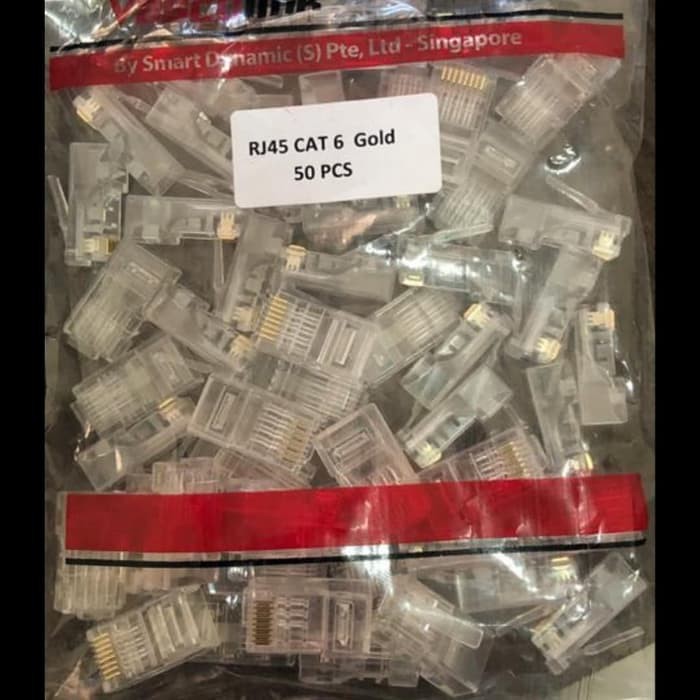 By Smart Dynamic (S) Pte, Ltd - Singapore
RJ45 CAT 6 Gold
50 PCS